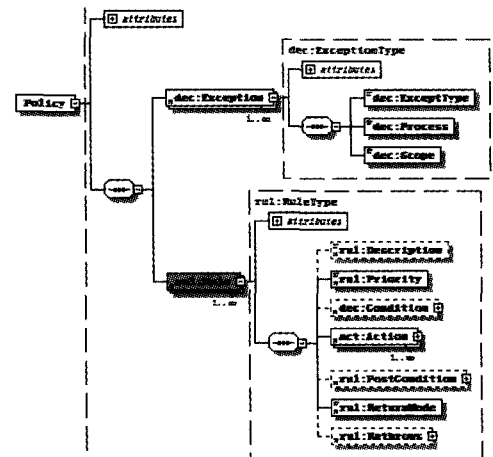 attributes
dec:ExceptionType
attributes
Policy
dec:Exception
1..∞
dec:ExceptType
dec:Process
dec:Scope
rul:RuleType
attributes
1..∞
rul:Description
rul:Priority
dec:Condition
act:Action
1..∞
rul:PostCondition
rul:ReturnMode
rul:Rethrows